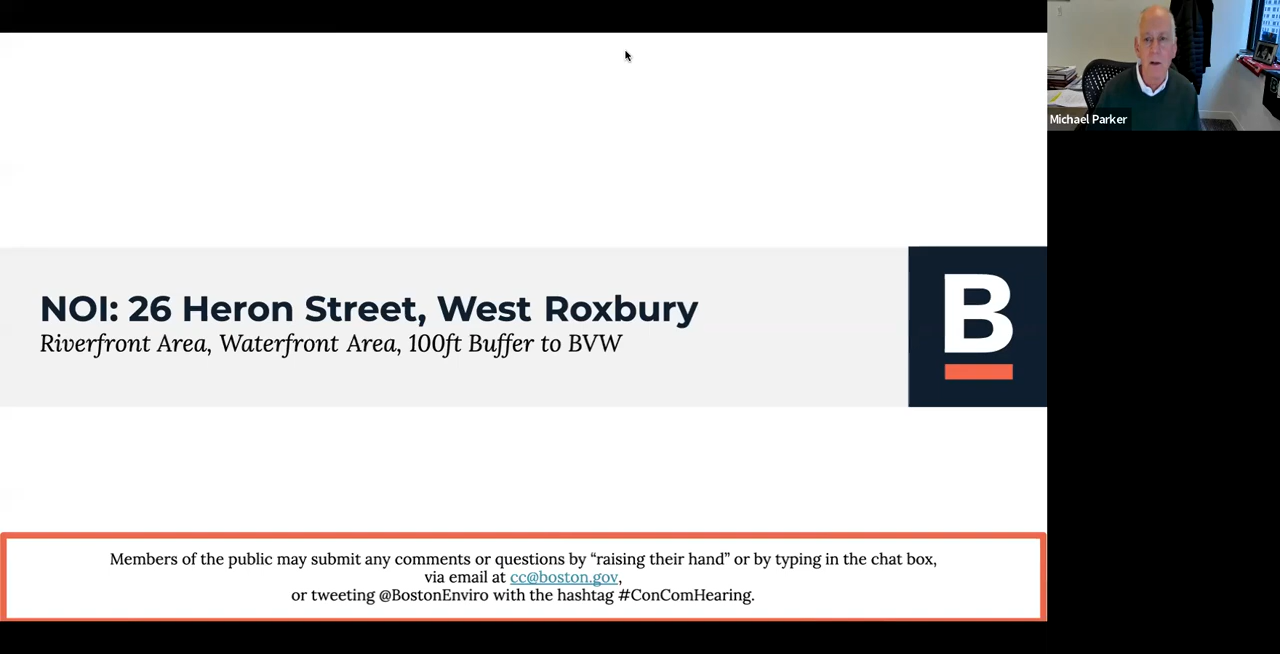 Michael Parker
NOI: 26 Heron Street, West Roxbury
Riverfront Area, Waterfront Area, 100ft Buffer to BVW
B
Members of the public may submit any comments or questions by “raising their hand” or by typing in the chat box,
via email at cc@boston.gov,
or tweeting @BostonEnviro with the hashtag #ConComHearing.